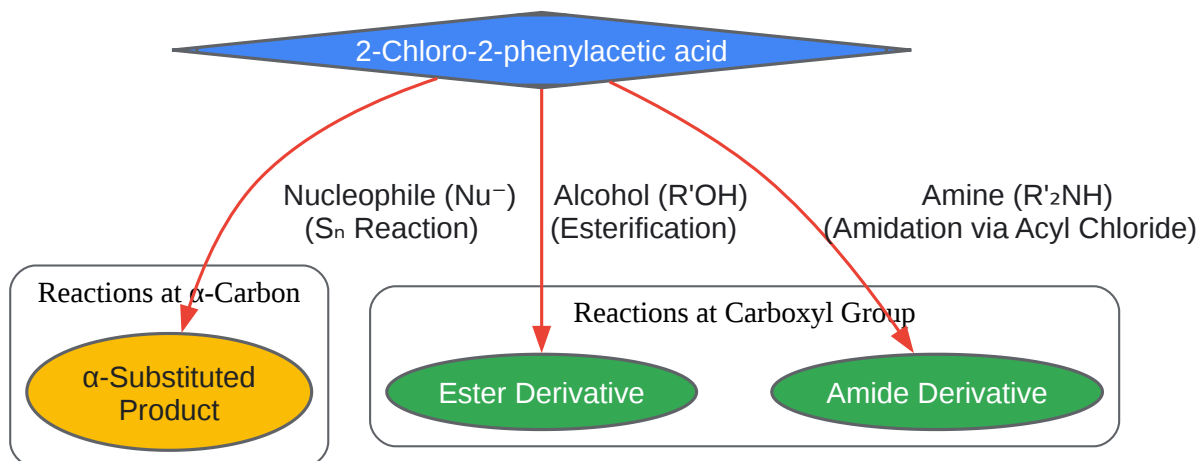 2-Chloro-2-phenylacetic acid
Nucleophile (Nu⁻)
(Sₙ Reaction)
Alcohol (R'OH)
(Esterification)
Amine (R'₂NH)
(Amidation via Acyl Chloride)
Reactions at α-Carbon
α-Substituted
Product
Reactions at Carboxyl Group
Ester Derivative
Amide Derivative